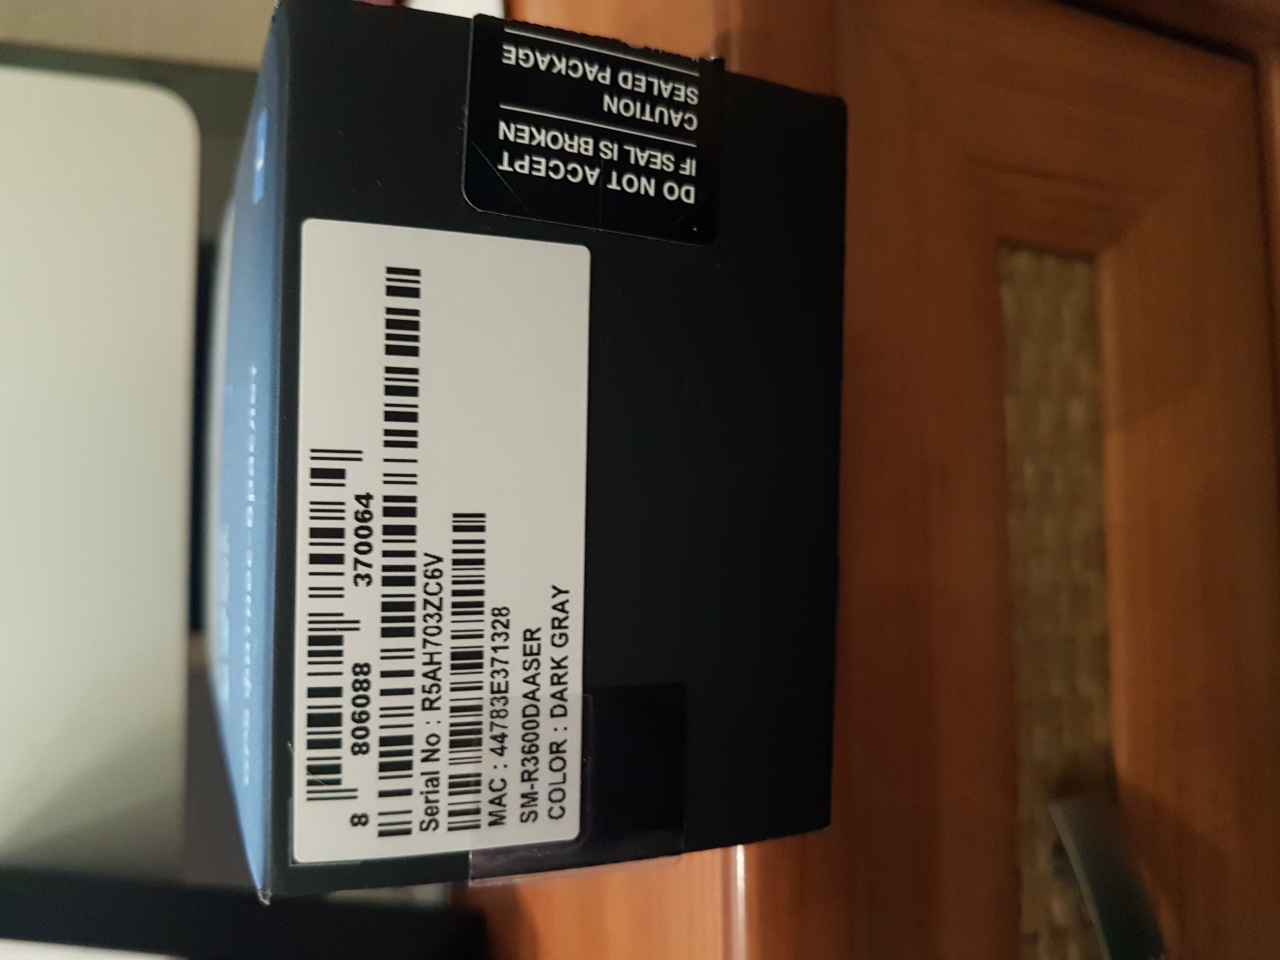 8 806088 370064
Serial No : R5AH703ZC6V
MAC : 44783E371328
SM-R3600DAASER
COLOR : DARK GRAY
DO NOT ACCEPT
IF SEAL IS BROKEN
CAUTION
SEALED PACKAGE